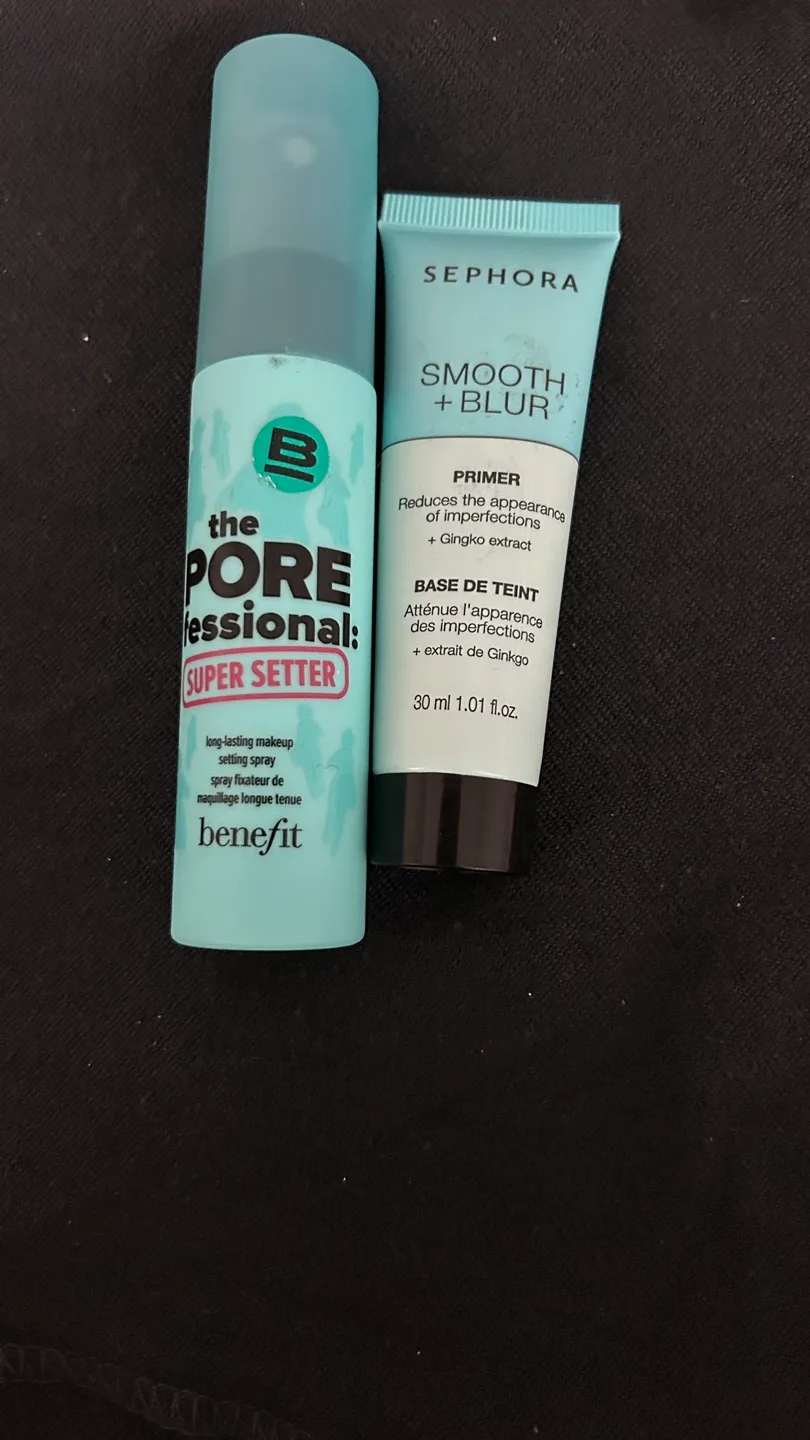 B
the
PORE
fessional:
SUPER SETTER
long-lasting makeup
setting spray
spray fixateur de
maquillage longue tenue
benefit
SEPHORA
SMOOTH
+ BLUR
PRIMER
Reduces the appearance
of imperfections
+ Gingko extract
BASE DE TEINT
Atténue l'apparence
des imperfections
+ extrait de Ginkgo
30 ml 1.01 fl.oz.